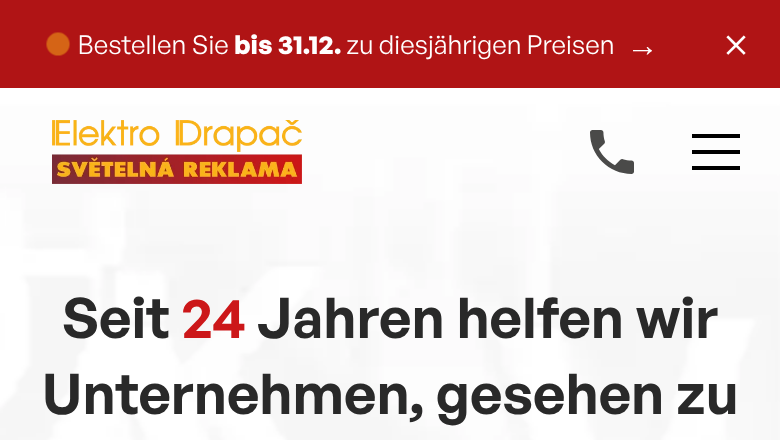 Bestellen Sie bis 31.12. zu diesjährigen Preisen →
Elektro Drapač
SVĚTELNÁ REKLAMA
Seit 24 Jahren helfen wir
Unternehmen, gesehen zu